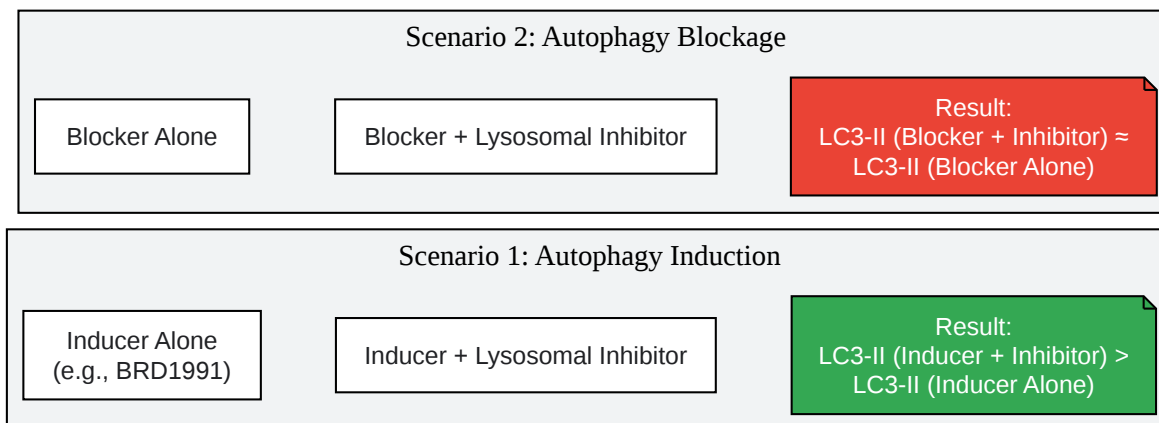 Scenario 2: Autophagy Blockage
Blocker Alone
Blocker + Lysosomal Inhibitor
Result:
LC3-II (Blocker + Inhibitor) ≈
LC3-II (Blocker Alone)
Scenario 1: Autophagy Induction
Inducer Alone
(e.g., BRD1991)
Inducer + Lysosomal Inhibitor
Result:
LC3-II (Inducer + Inhibitor) >
LC3-II (Inducer Alone)